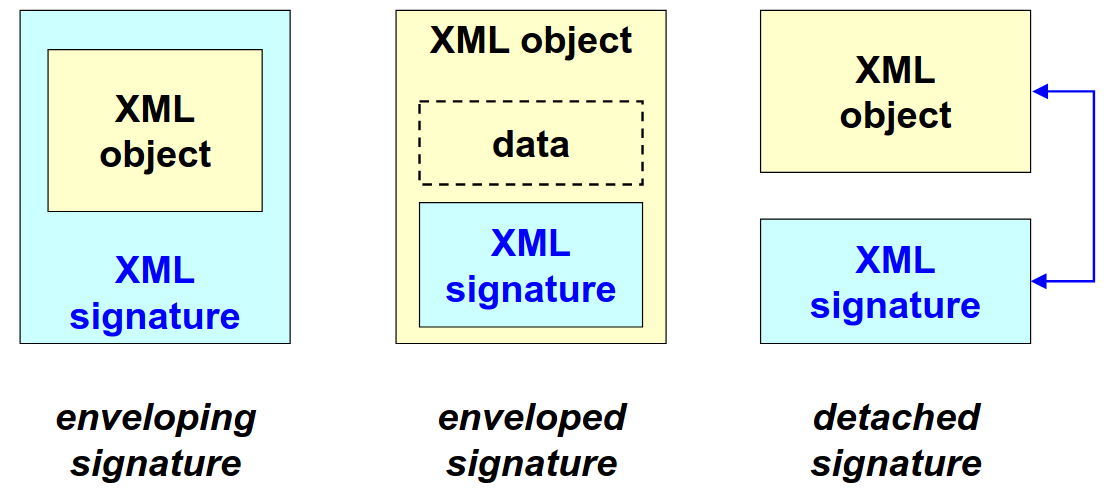 XML
object
XML
signature
enveloping
signature
XML object
data
XML
signature
enveloped
signature
XML
object
XML
signature
detached
signature